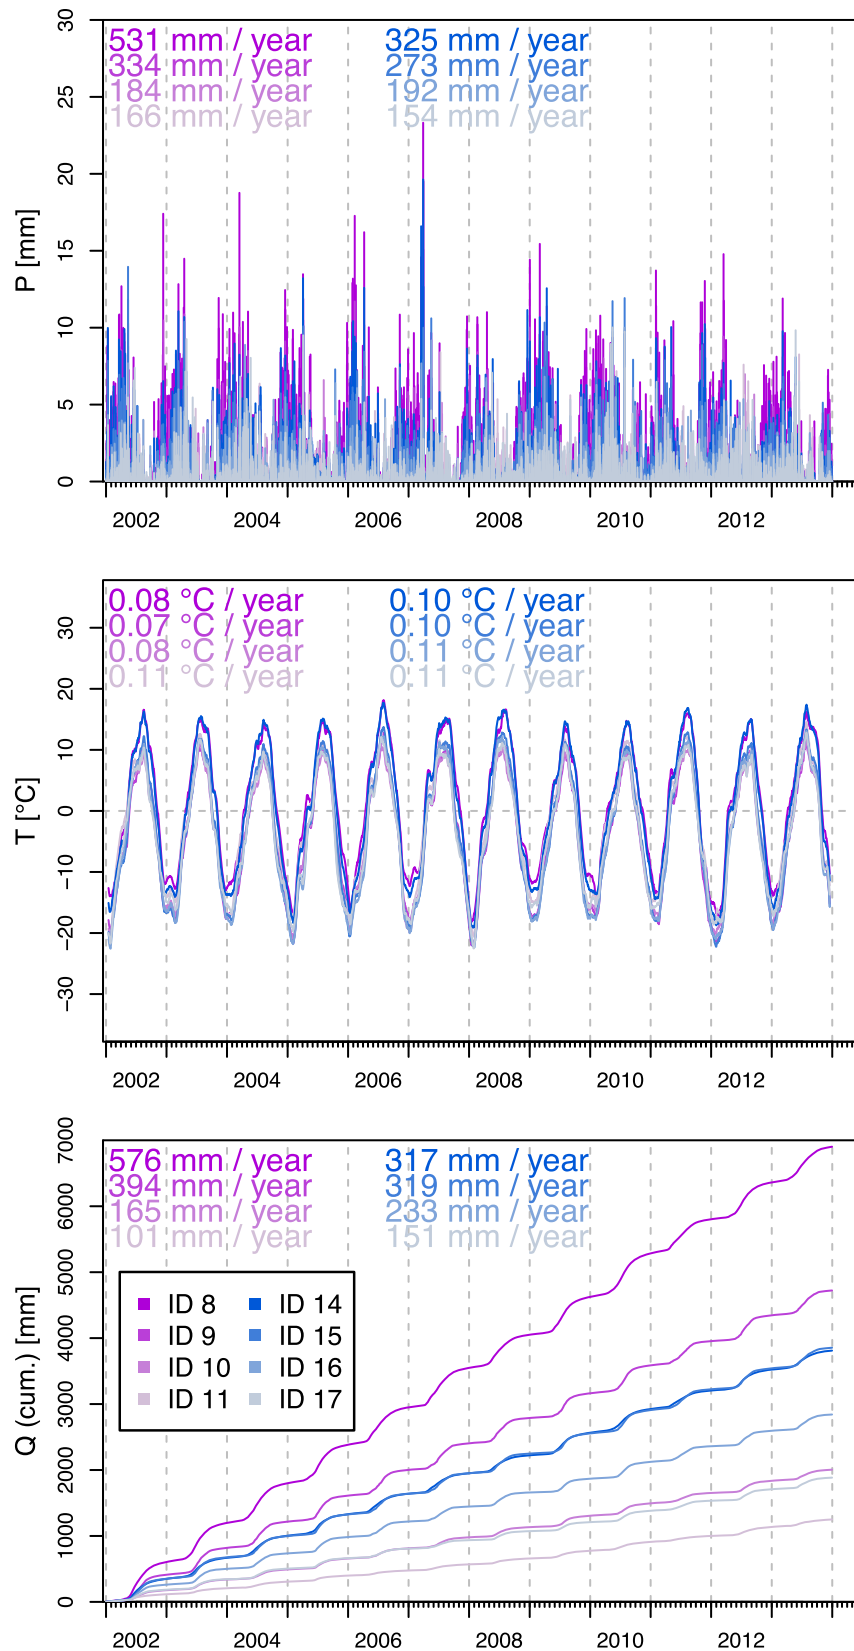 30
25
20
15
10
5
0
P [mm]
531 mm / year 325 mm / year
334 mm / year 273 mm / year
184 mm / year 192 mm / year
166 mm / year 154 mm / year
2002 2004 2006 2008 2010 2012
30
20
10
0
−10
−20
−30
T [°C]
0.08 °C / year 0.10 °C / year
0.07 °C / year 0.10 °C / year
0.08 °C / year 0.11 °C / year
0.11 °C / year 0.11 °C / year
2002 2004 2006 2008 2010 2012
7000
6000
5000
4000
3000
2000
1000
0
Q (cum.) [mm]
576 mm / year 317 mm / year
394 mm / year 319 mm / year
165 mm / year 233 mm / year
101 mm / year 151 mm / year
ID 8 ID 14
ID 9 ID 15
ID 10 ID 16
ID 11 ID 17
2002 2004 2006 2008 2010 2012